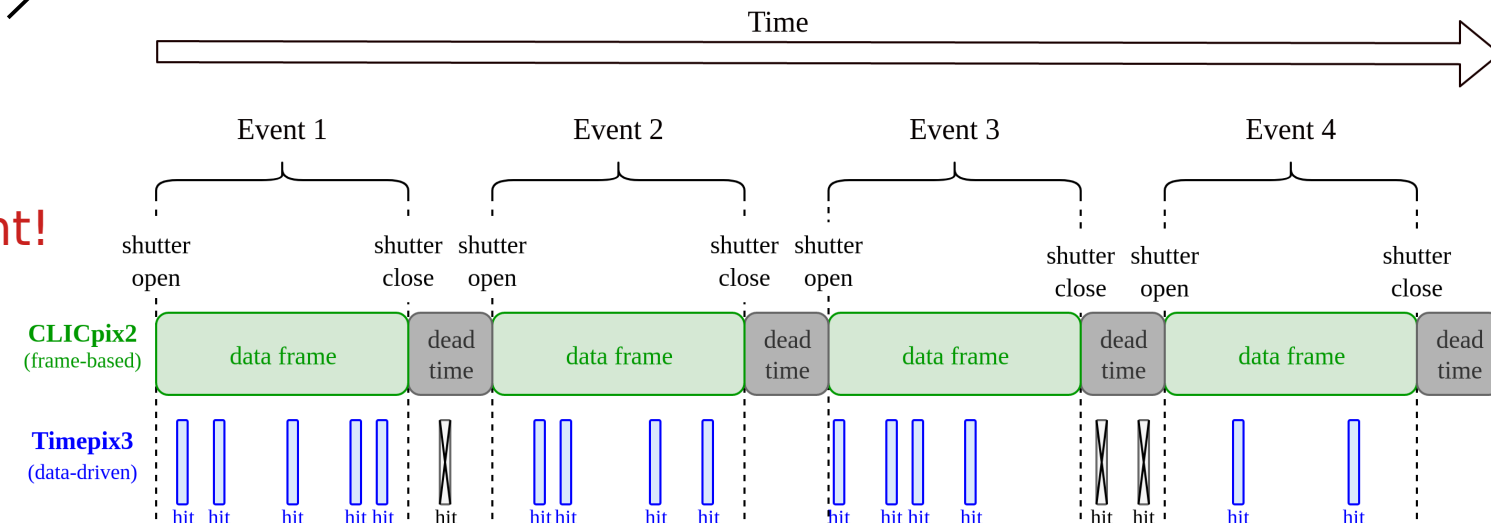 Time
Event 1 Event 2 Event 3 Event 4
nt!
shutter open
shutter close
shutter open
shutter close
shutter open
shutter close
shutter open
shutter close
CLICpix2
(frame-based)
data frame
dead time
data frame
dead time
data frame
dead time
data frame
dead time
Timepix3
(data-driven)
hit hit hit hit hit hit hit hit hit hit hit hit hit hit hit hit hit hit